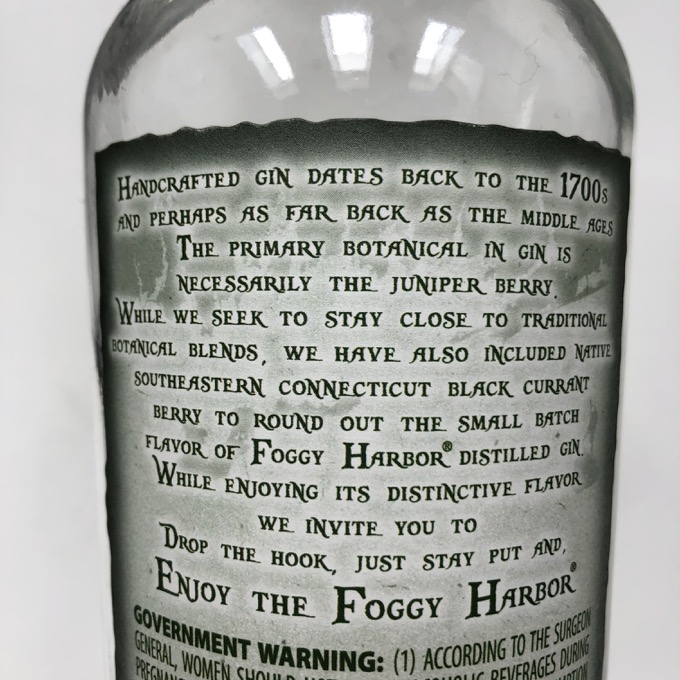 HANDCRAFTED GIN DATES BACK TO THE 1700s
AND PERHAPS AS FAR BACK AS THE MIDDLE AGES
THE PRIMARY BOTANICAL IN GIN IS
NECESSARILY THE JUNIPER BERRY.
WHILE WE SEEK TO STAY CLOSE TO TRADITIONAL
BOTANICAL BLENDS, WE HAVE ALSO INCLUDED NATIVE
SOUTHEASTERN CONNECTICUT BLACK CURRANT
BERRY TO ROUND OUT THE SMALL BATCH
FLAVOR OF FOGGY HARBOR® DISTILLED GIN.
WHILE ENJOYING ITS DISTINCTIVE FLAVOR
WE INVITE YOU TO
DROP THE HOOK, JUST STAY PUT AND,
ENJOY THE FOGGY HARBOR®
GOVERNMENT WARNING: (1) ACCORDING TO THE SURGEON
GENERAL, WOMEN SHOULD BEVERAGES DURING